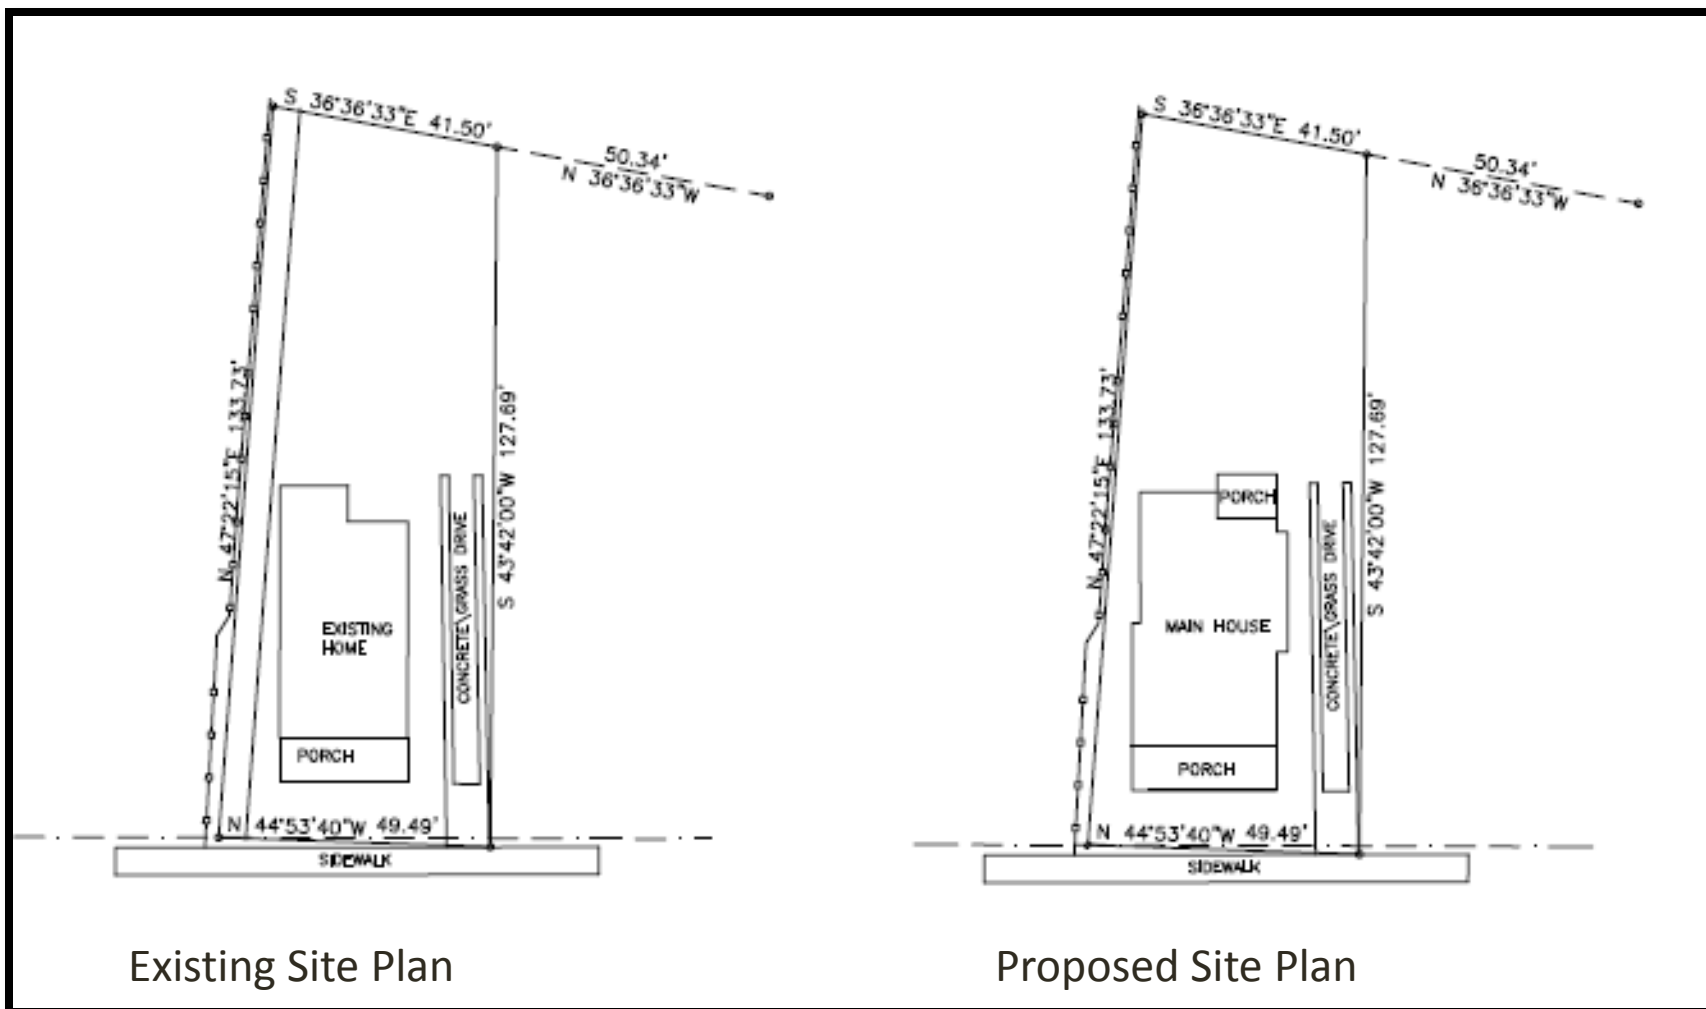 S 36°36'33"E 41.50'
50.34'
N 36°36'33"W
N 47°22'15"E 133.73'
S 43°42'00"W 127.69'
CONCRETE\GRASS DRIVE
EXISTING
HOME
PORCH
N 44°53'40"W 49.49'
SIDEWALK
Existing Site Plan
S 36°36'33"E 41.50'
50.34'
N 36°36'33"W
N 47°22'15"E 133.73'
S 43°42'00"W 127.69'
PORCH
CONCRETE\GRASS DRIVE
MAIN HOUSE
PORCH
N 44°53'40"W 49.49'
SIDEWALK
Proposed Site Plan